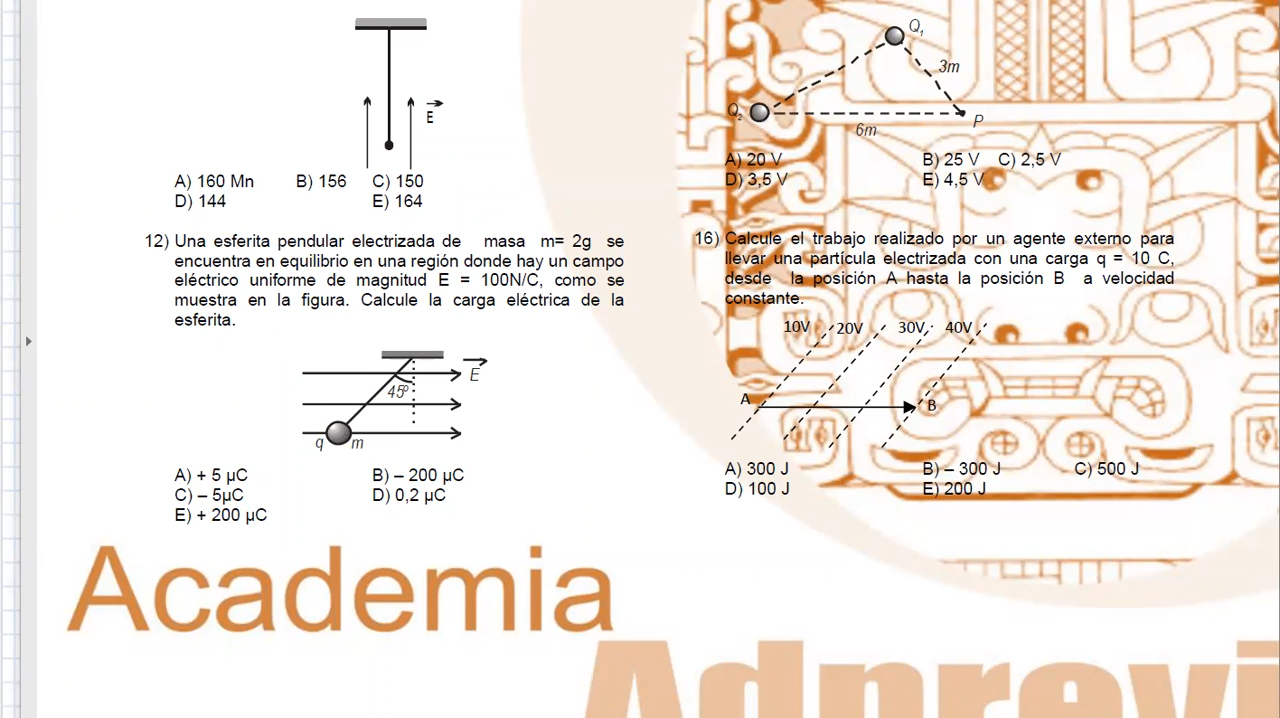 E
A) 160 Mn B) 156 C) 150
D) 144 E) 164
12) Una esferita pendular electrizada de masa m= 2g se
encuentra en equilibrio en una región donde hay un campo
eléctrico uniforme de magnitud E = 100N/C, como se
muestra en la figura. Calcule la carga eléctrica de la
esferita.
E
45º
q m
A) + 5 µC B) – 200 µC
C) – 5µC D) 0,2 µC
E) + 200 µC
Q1
3m
Q2
6m
P
A) 20 V B) 25 V C) 2,5 V
D) 3,5 V E) 4,5 V
16) Calcule el trabajo realizado por un agente externo para
llevar una partícula electrizada con una carga q = 10 C,
desde la posición A hasta la posición B a velocidad
constante.
10V 20V 30V 40V
A B
A) 300 J B) – 300 J C) 500 J
D) 100 J E) 200 J
Academia